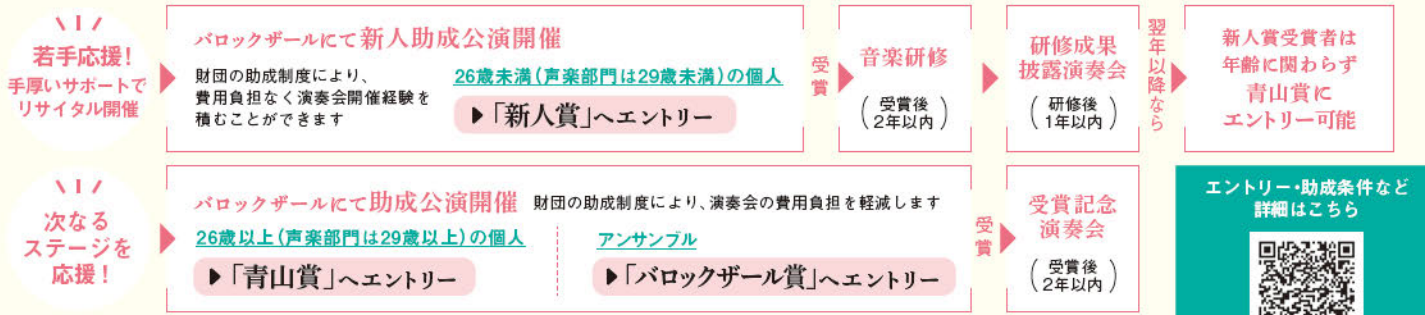 若手応援！
手厚いサポートで
リサイタル開催
バロックザールにて新人助成公演開催
財団の助成制度により、
費用負担なく演奏会開催経験を
積むことができます
26歳未満（声楽部門は29歳未満）の個人
▶「新人賞」へエントリー
受賞
音楽研修
（受賞後
2年以内）
研修成果
披露演奏会
（研修後
1年以内）
翌年以降なら
新人賞受賞者は
年齢に関わらず
青山賞に
エントリー可能
次なる
ステージを
応援！
バロックザールにて助成公演開催 財団の助成制度により、演奏会の費用負担を軽減します
26歳以上（声楽部門は29歳以上）の個人
▶「青山賞」へエントリー
アンサンブル
▶「バロックザール賞」へエントリー
受賞
受賞記念
演奏会
（受賞後
2年以内）
エントリー・助成条件など
詳細はこちら